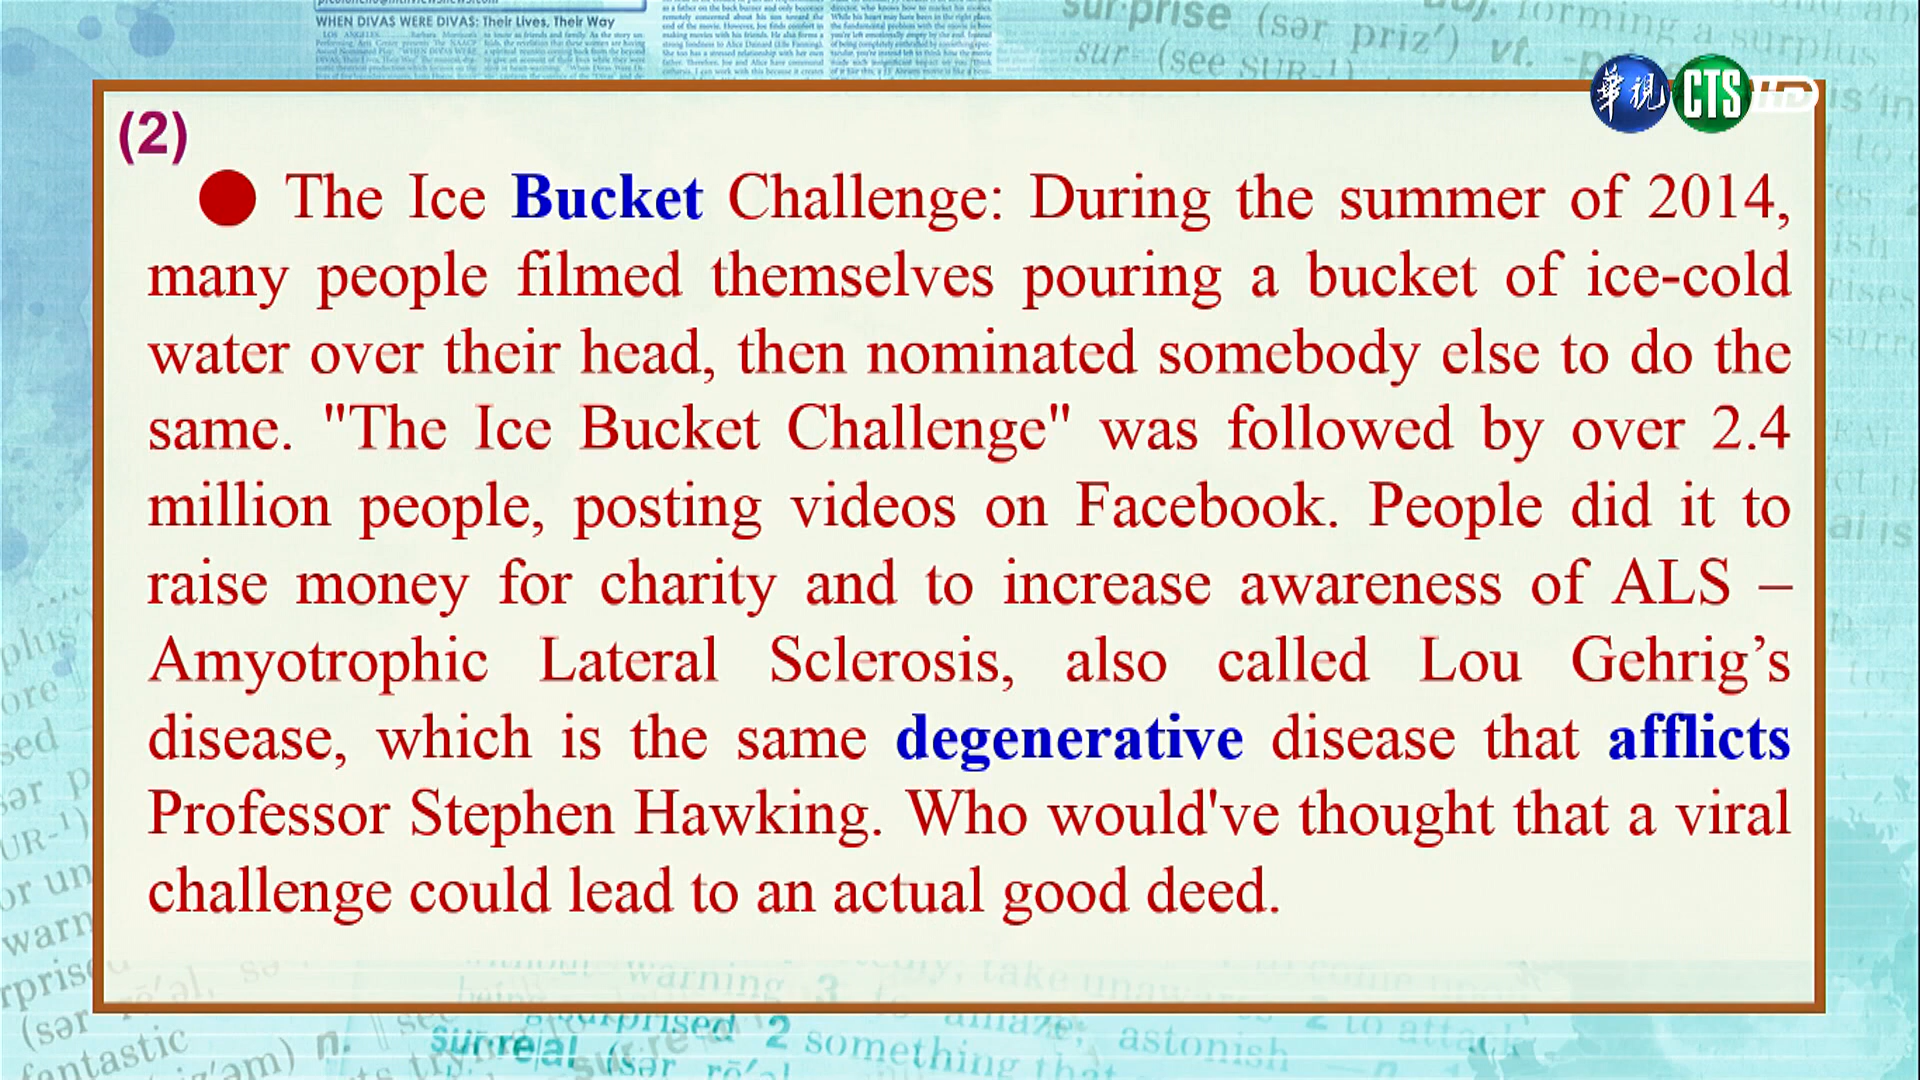 WHEN DIVAS WERE DIVAS: Their Lives, Their Way
華視 CTS HD
(2)
● The Ice Bucket Challenge: During the summer of 2014,
many people filmed themselves pouring a bucket of ice-cold
water over their head, then nominated somebody else to do the
same. "The Ice Bucket Challenge" was followed by over 2.4
million people, posting videos on Facebook. People did it to
raise money for charity and to increase awareness of ALS –
Amyotrophic Lateral Sclerosis, also called Lou Gehrig’s
disease, which is the same degenerative disease that afflicts
Professor Stephen Hawking. Who would've thought that a viral
challenge could lead to an actual good deed.
warning 3
surprised 2 something that
amaze; astonish
surreal
fantastic